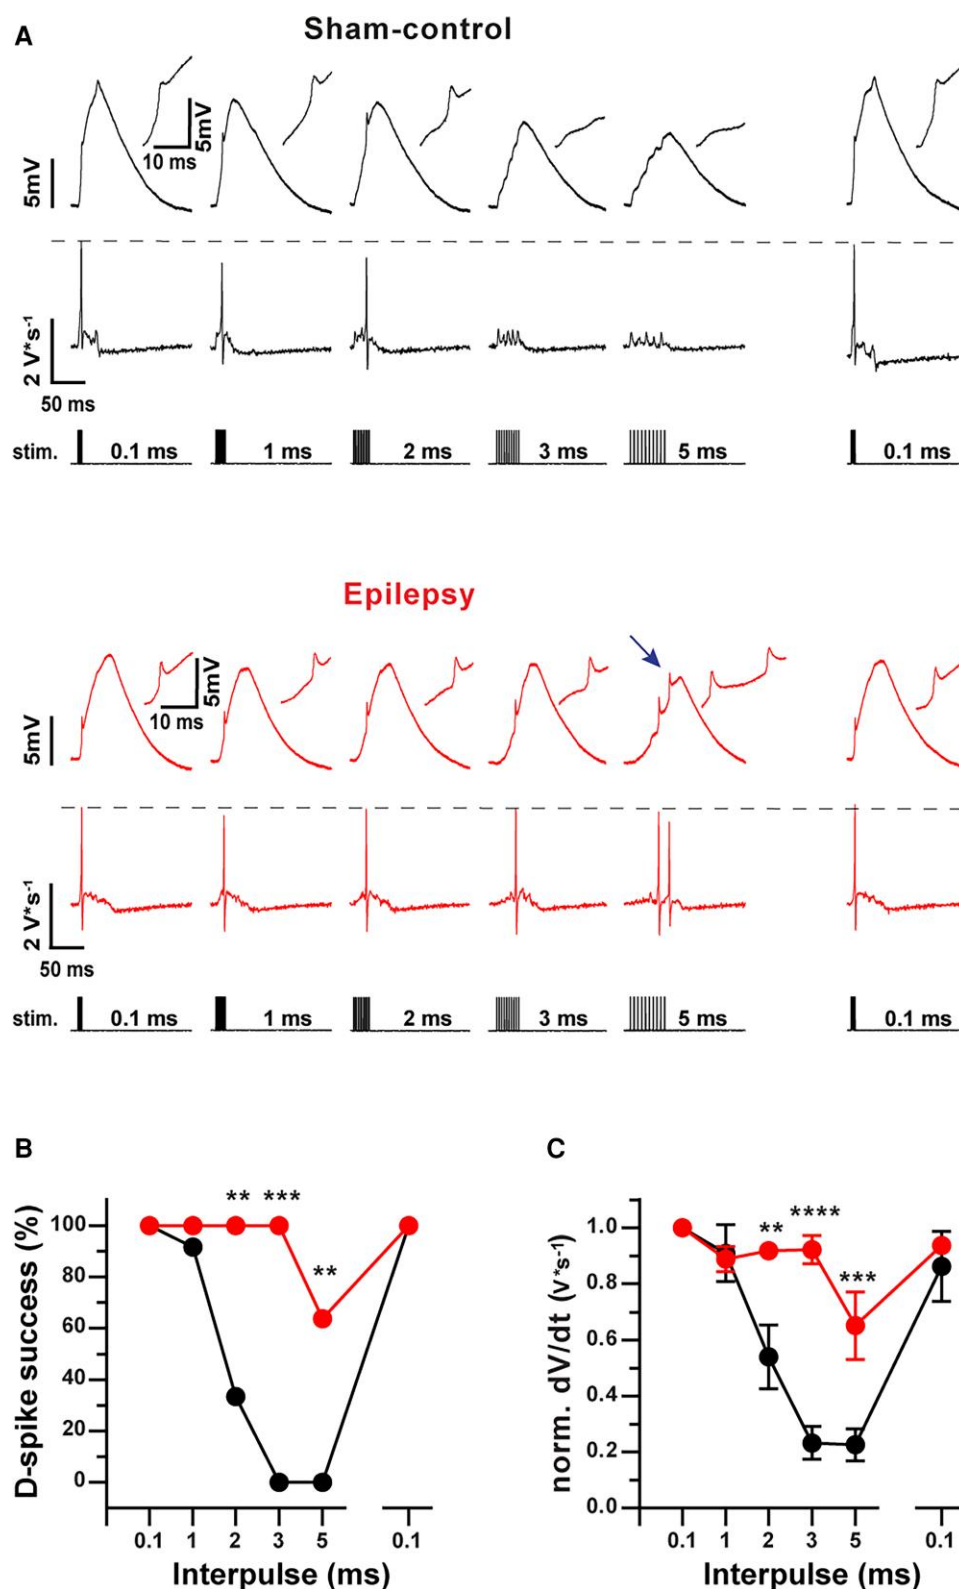 A
Sham-control
5mV
10 ms
5mV
2 V*s⁻¹
50 ms
stim. 0.1 ms 1 ms 2 ms 3 ms 5 ms 0.1 ms
Epilepsy
5mV
10 ms
5mV
2 V*s⁻¹
50 ms
stim. 0.1 ms 1 ms 2 ms 3 ms 5 ms 0.1 ms
B
D-spike success (%)
100
80
60
40
20
0
** ***
**
0.1 1 2 3 5 0.1
Interpulse (ms)
C
norm. dV/dt (v*s⁻¹)
1.0
0.8
0.6
0.4
0.2
0.0
****
**
***
0.1 1 2 3 5 0.1
Interpulse (ms)